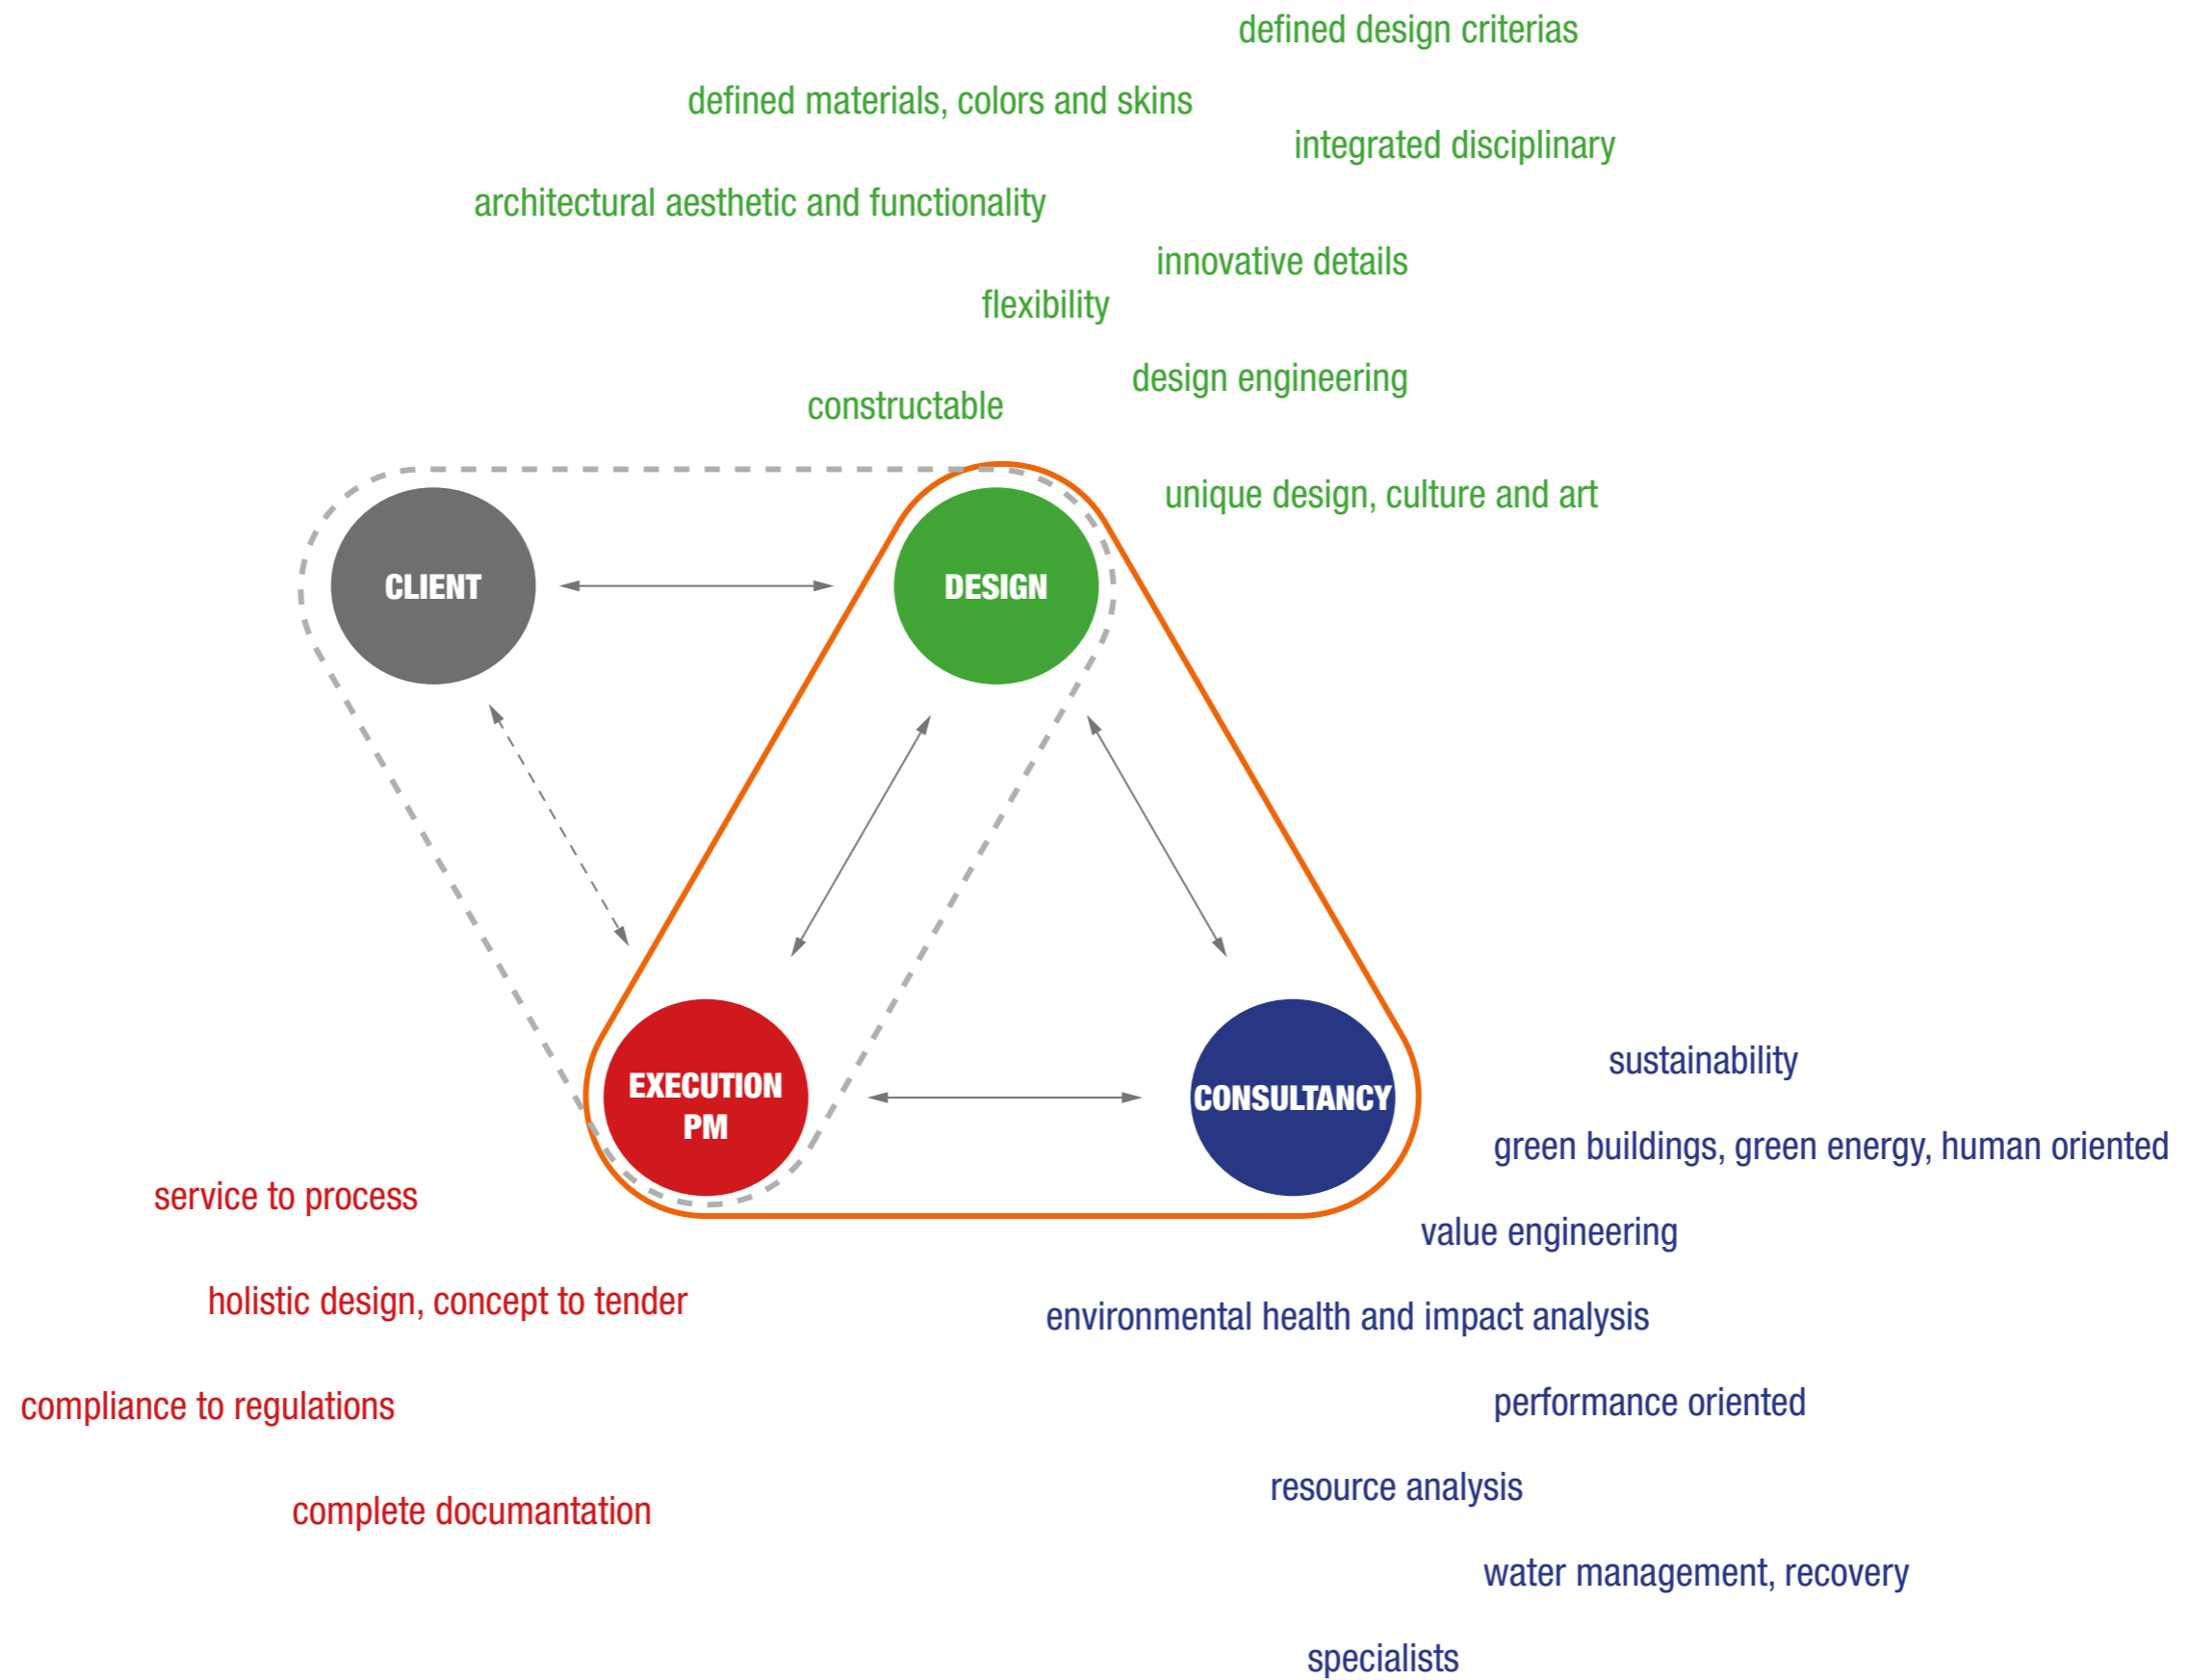 defined design criterias
defined materials, colors and skins
integrated disciplinary
architectural aesthetic and functionality
innovative details
flexibility
design engineering
constructable
unique design, culture and art
CLIENT
DESIGN
EXECUTION
PM
CONSULTANCY
sustainability
green buildings, green energy, human oriented
service to process
value engineering
holistic design, concept to tender
environmental health and impact analysis
compliance to regulations
performance oriented
resource analysis
complete documantation
water management, recovery
specialists